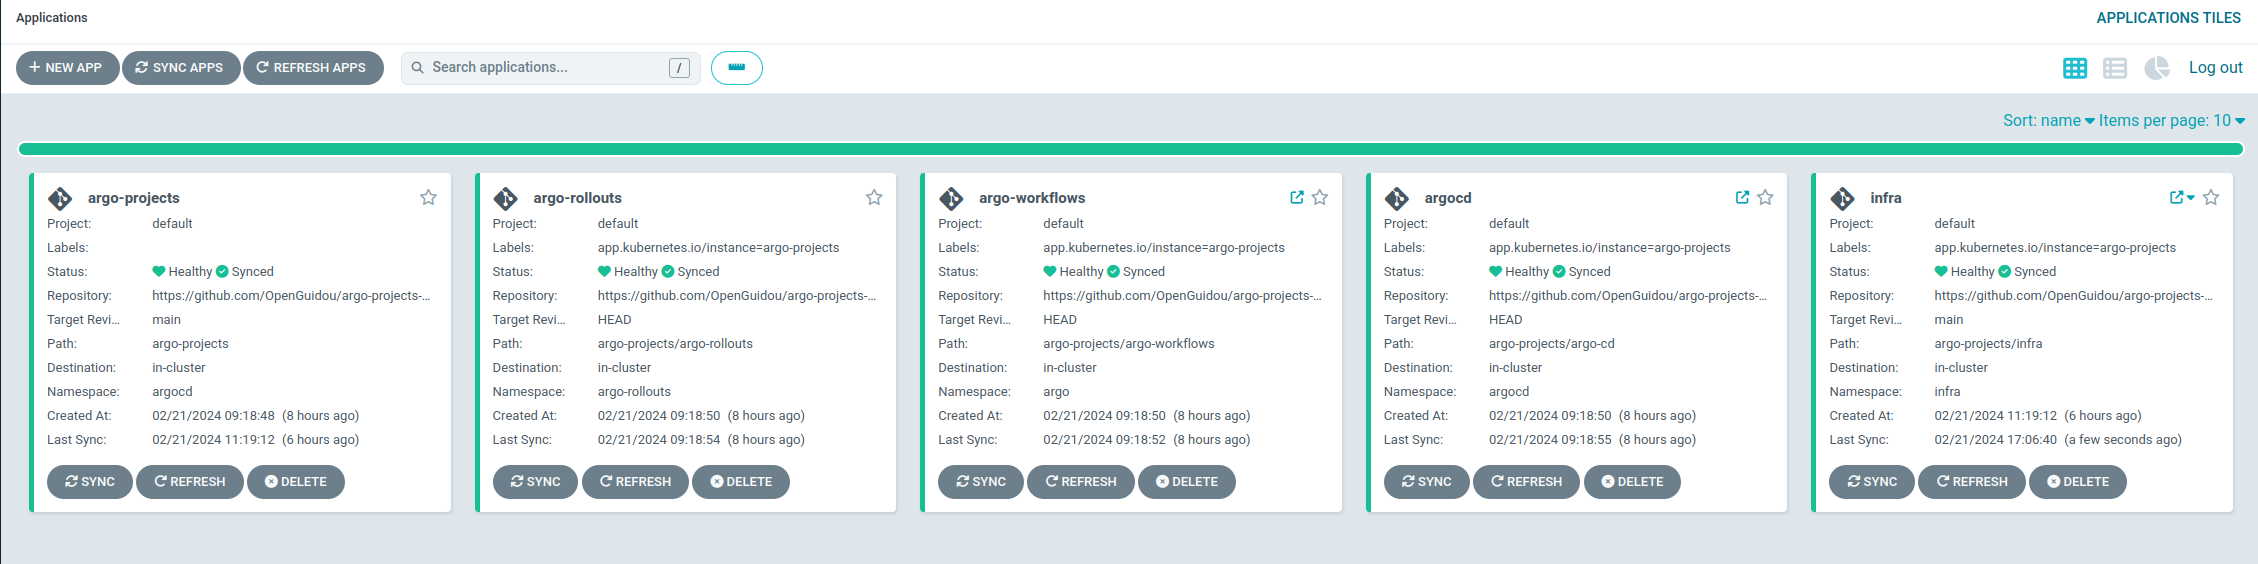 Applications
APPLICATIONS TILES
NEW APP SYNC APPS REFRESH APPS Search applications... / Log out
Sort: name Items per page: 10
argo-projects
Project: default
Labels:
Status: Healthy Synced
Repository: https://github.com/OpenGuidou/argo-projects-...
Target Revi... main
Path: argo-projects
Destination: in-cluster
Namespace: argocd
Created At: 02/21/2024 09:18:48 (8 hours ago)
Last Sync: 02/21/2024 11:19:12 (6 hours ago)
SYNC REFRESH DELETE
argo-rollouts
Project: default
Labels: app.kubernetes.io/instance=argo-projects
Status: Healthy Synced
Repository: https://github.com/OpenGuidou/argo-projects-...
Target Revi... HEAD
Path: argo-projects/argo-rollouts
Destination: in-cluster
Namespace: argo-rollouts
Created At: 02/21/2024 09:18:50 (8 hours ago)
Last Sync: 02/21/2024 09:18:54 (8 hours ago)
SYNC REFRESH DELETE
argo-workflows
Project: default
Labels: app.kubernetes.io/instance=argo-projects
Status: Healthy Synced
Repository: https://github.com/OpenGuidou/argo-projects-...
Target Revi... HEAD
Path: argo-projects/argo-workflows
Destination: in-cluster
Namespace: argo
Created At: 02/21/2024 09:18:50 (8 hours ago)
Last Sync: 02/21/2024 09:18:52 (8 hours ago)
SYNC REFRESH DELETE
argocd
Project: default
Labels: app.kubernetes.io/instance=argo-projects
Status: Healthy Synced
Repository: https://github.com/OpenGuidou/argo-projects-...
Target Revi... HEAD
Path: argo-projects/argo-cd
Destination: in-cluster
Namespace: argocd
Created At: 02/21/2024 09:18:50 (8 hours ago)
Last Sync: 02/21/2024 09:18:55 (8 hours ago)
SYNC REFRESH DELETE
infra
Project: default
Labels: app.kubernetes.io/instance=argo-projects
Status: Healthy Synced
Repository: https://github.com/OpenGuidou/argo-projects-...
Target Revi... main
Path: argo-projects/infra
Destination: in-cluster
Namespace: infra
Created At: 02/21/2024 11:19:12 (6 hours ago)
Last Sync: 02/21/2024 17:06:40 (a few seconds ago)
SYNC REFRESH DELETE